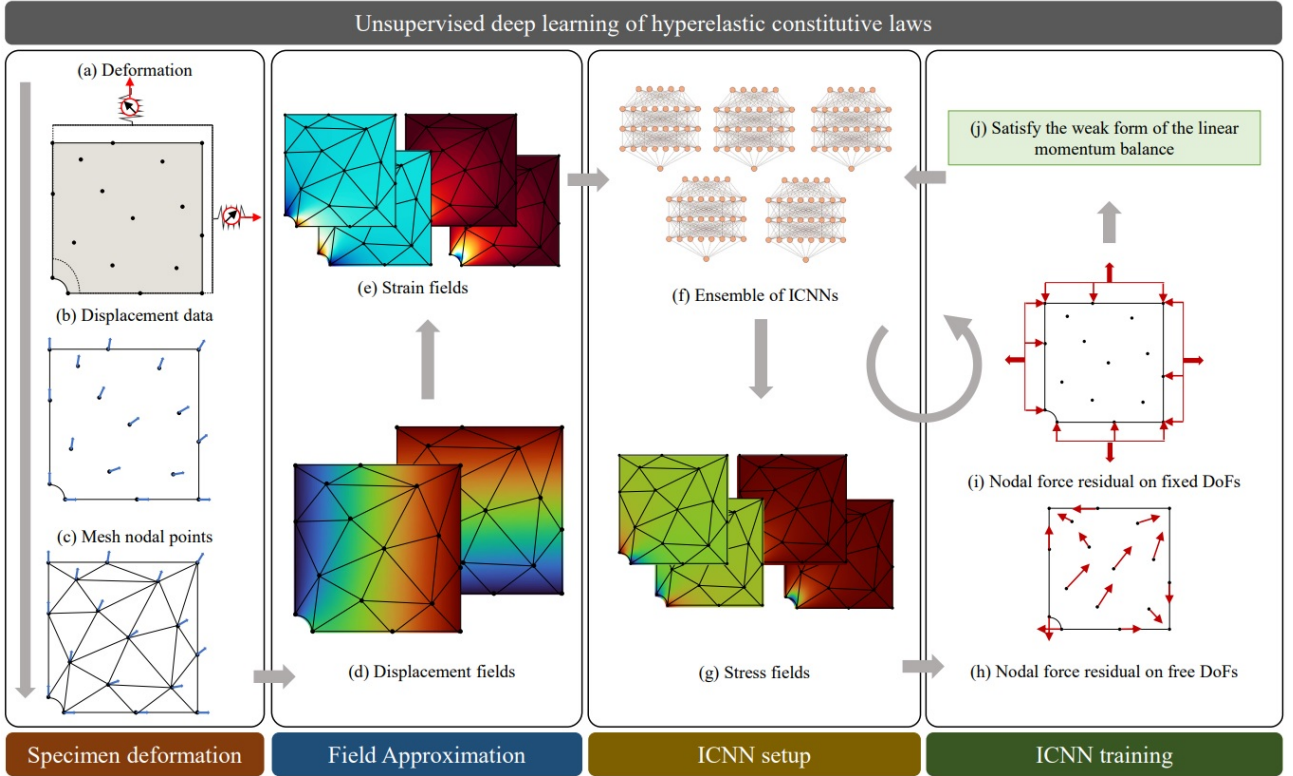 Unsupervised deep learning of hyperelastic constitutive laws
(a) Deformation
(b) Displacement data
(c) Mesh nodal points
Specimen deformation
(e) Strain fields
(d) Displacement fields
Field Approximation
(f) Ensemble of ICNNs
(g) Stress fields
ICNN setup
(j) Satisfy the weak form of the linear
momentum balance
(i) Nodal force residual on fixed DoFs
(h) Nodal force residual on free DoFs
ICNN training